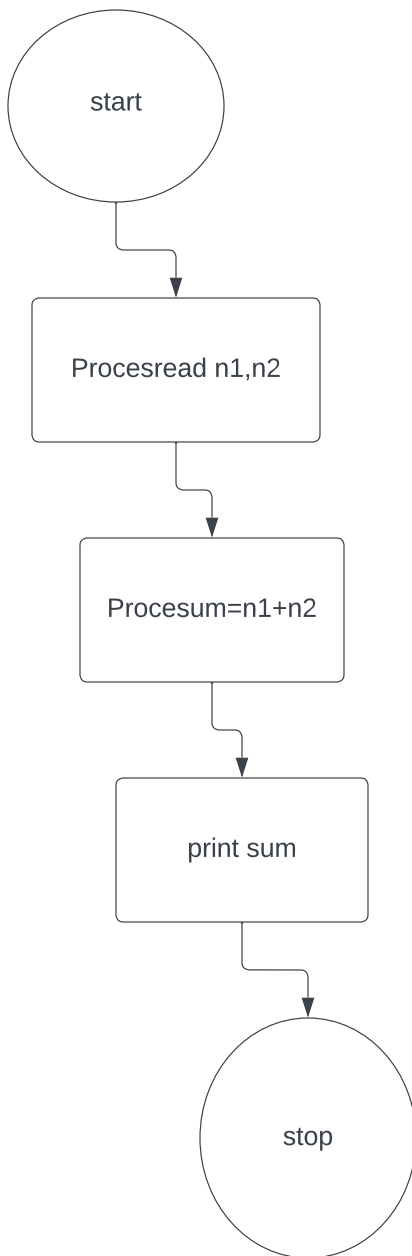 start
Procesread n1,n2
Procesum=n1+n2
print sum
stop